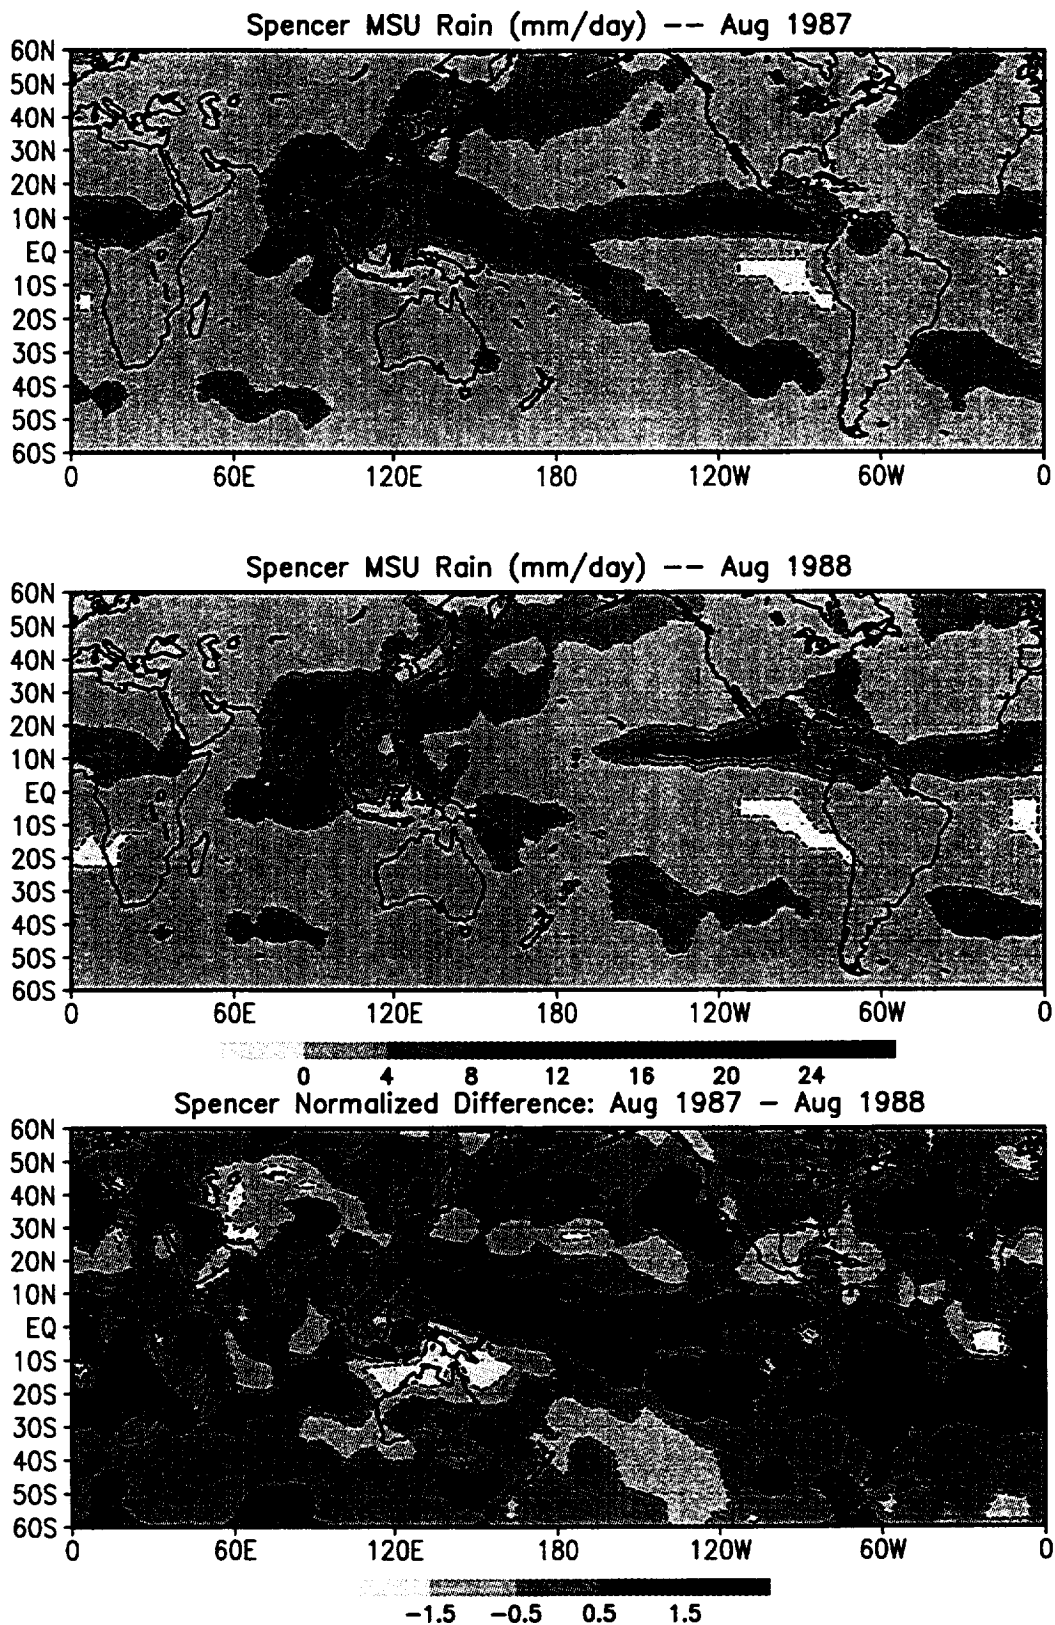 Spencer MSU Rain (mm/day) -- Aug 1987
60N
50N
40N
30N
20N
10N
EQ
10S
20S
30S
40S
50S
60S
0 60E 120E 180 120W 60W 0
Spencer MSU Rain (mm/day) -- Aug 1988
60N
50N
40N
30N
20N
10N
EQ
10S
20S
30S
40S
50S
60S
0 60E 120E 180 120W 60W 0
0 4 8 12 16 20 24
Spencer Normalized Difference: Aug 1987 - Aug 1988
60N
50N
40N
30N
20N
10N
EQ
10S
20S
30S
40S
50S
60S
0 60E 120E 180 120W 60W 0
-1.5 -0.5 0.5 1.5